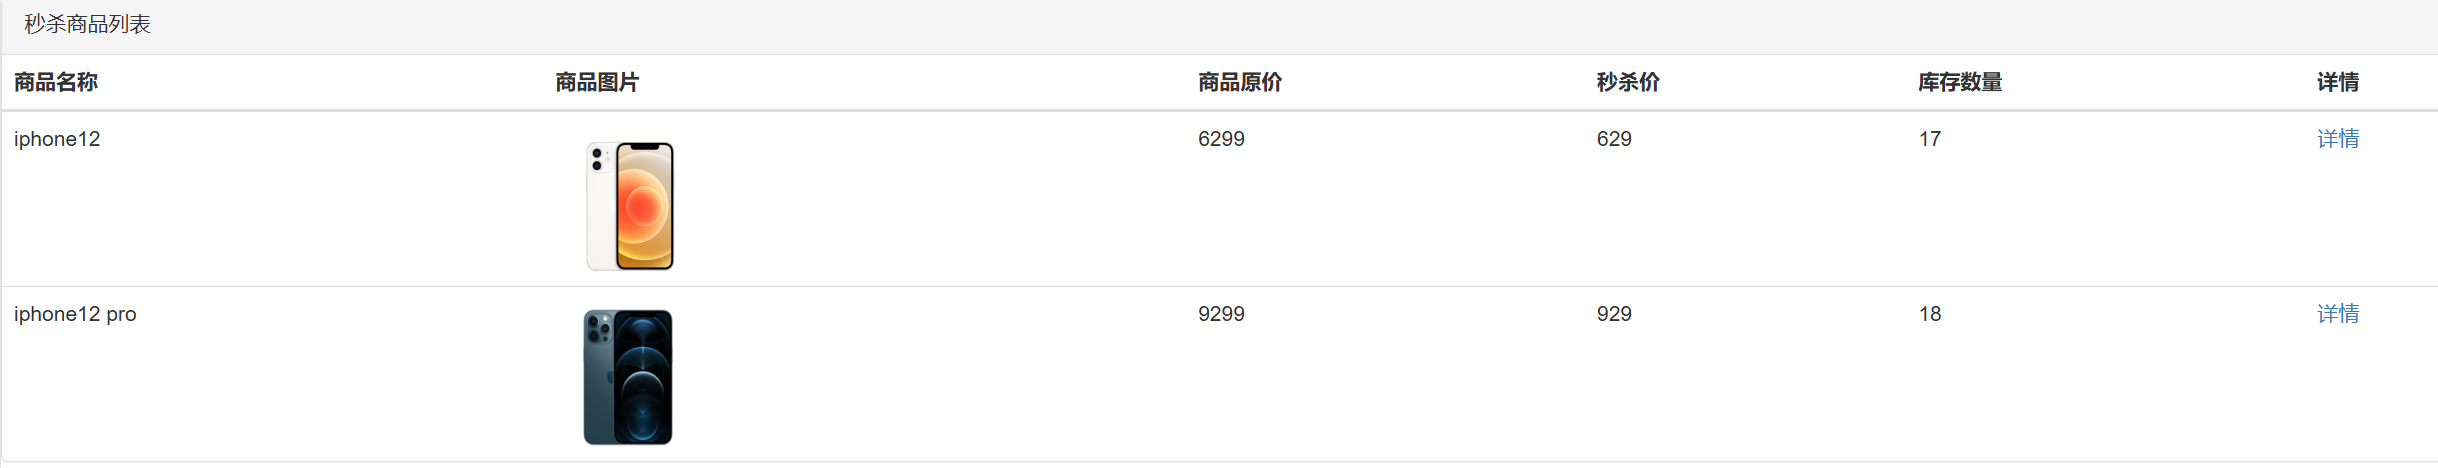 秒杀商品列表
商品名称 商品图片 商品原价 秒杀价 库存数量 详情
iphone12 6299 629 17 详情
iphone12 pro 9299 929 18 详情